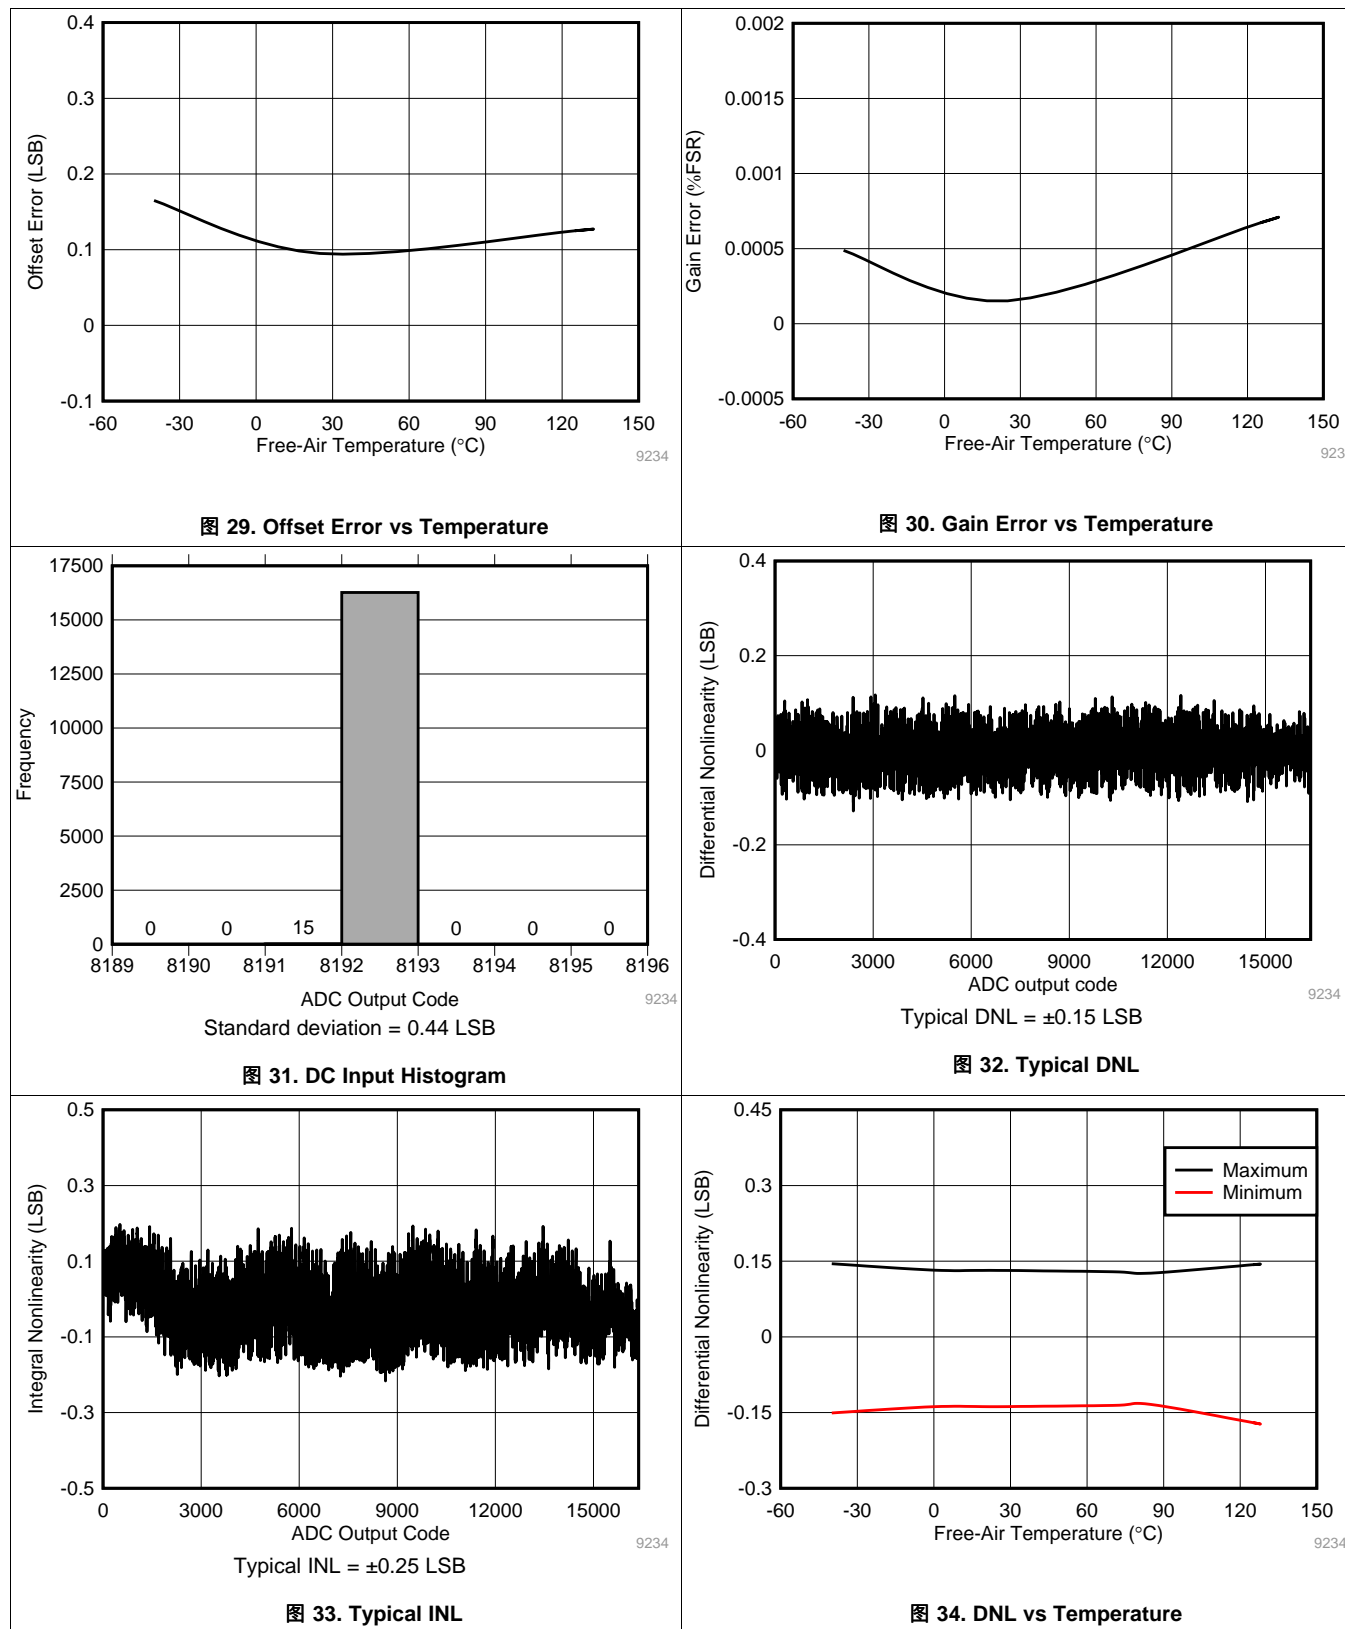 0.4
0.3
0.2
0.1
0
-0.1
Offset Error (LSB)
-60 -30 0 30 60 90 120 150
Free-Air Temperature (°C)
9234
图 29. Offset Error vs Temperature
0.002
0.0015
0.001
0.0005
0
-0.0005
Gain Error (%FSR)
-60 -30 0 30 60 90 120 150
Free-Air Temperature (°C)
923
图 30. Gain Error vs Temperature
17500
15000
12500
10000
7500
5000
2500
0
Frequency
0 0 15 0 0 0
8189 8190 8191 8192 8193 8194 8195 8196
ADC Output Code
9234
Standard deviation = 0.44 LSB
图 31. DC Input Histogram
0.4
0.2
0
-0.2
-0.4
Differential Nonlinearity (LSB)
0 3000 6000 9000 12000 15000
ADC output code
9234
Typical DNL = ±0.15 LSB
图 32. Typical DNL
0.5
0.3
0.1
-0.1
-0.3
-0.5
Integral Nonlinearity (LSB)
0 3000 6000 9000 12000 15000
ADC Output Code
9234
Typical INL = ±0.25 LSB
图 33. Typical INL
0.45
0.3
0.15
0
-0.15
-0.3
Differential Nonlinearity (LSB)
Maximum
Minimum
-60 -30 0 30 60 90 120 150
Free-Air Temperature (°C)
9234
图 34. DNL vs Temperature